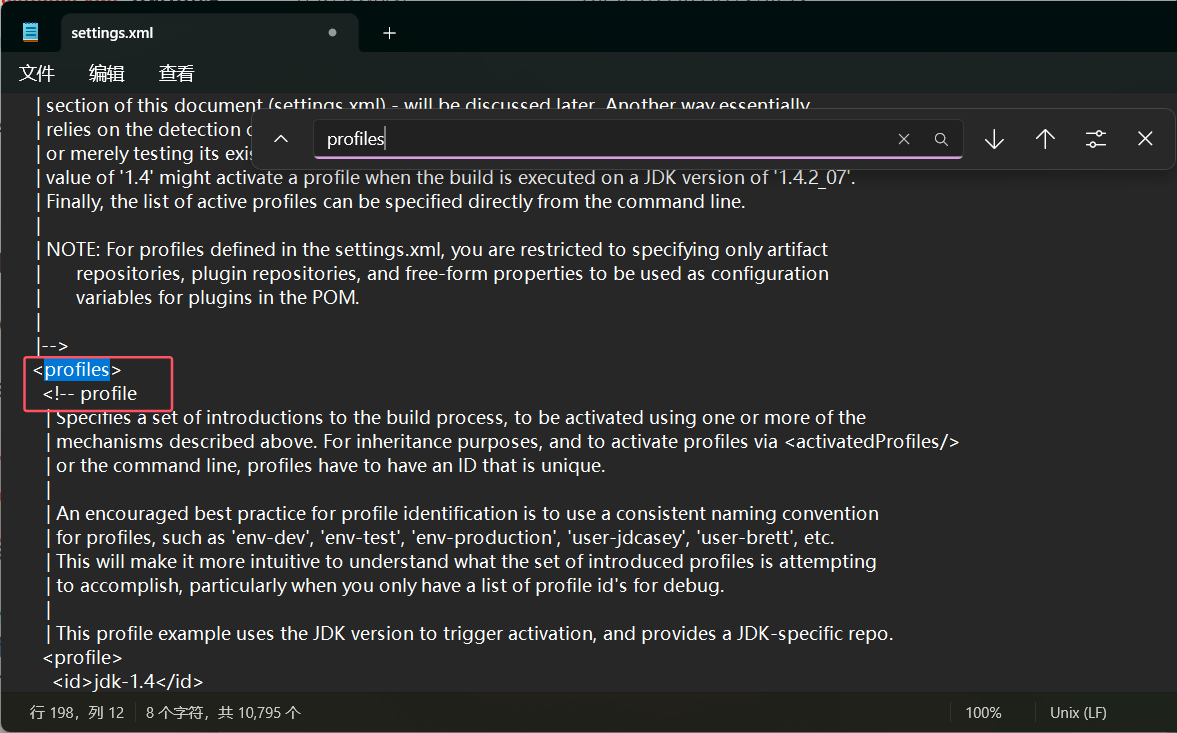 settings.xml
文件 编辑 查看
| section of this document (settings.xml) - will be discussed later. Another way essentially
profiles
| relies on the detection
| or merely testing its exis
| value of '1.4' might activate a profile when the build is executed on a JDK version of '1.4.2_07'.
| Finally, the list of active profiles can be specified directly from the command line.
|
| NOTE: For profiles defined in the settings.xml, you are restricted to specifying only artifact
| repositories, plugin repositories, and free-form properties to be used as configuration
| variables for plugins in the POM.
|
|-->
<profiles>
<!-- profile
| Specifies a set of introductions to the build process, to be activated using one or more of the
| mechanisms described above. For inheritance purposes, and to activate profiles via <activatedProfiles/>
| or the command line, profiles have to have an ID that is unique.
|
| An encouraged best practice for profile identification is to use a consistent naming convention
| for profiles, such as 'env-dev', 'env-test', 'env-production', 'user-jdcasey', 'user-brett', etc.
| This will make it more intuitive to understand what the set of introduced profiles is attempting
| to accomplish, particularly when you only have a list of profile id's for debug.
|
| This profile example uses the JDK version to trigger activation, and provides a JDK-specific repo.
<profile>
<id>jdk-1.4</id>
行 198，列 12 8 个字符，共 10,795 个 100% Unix (LF)